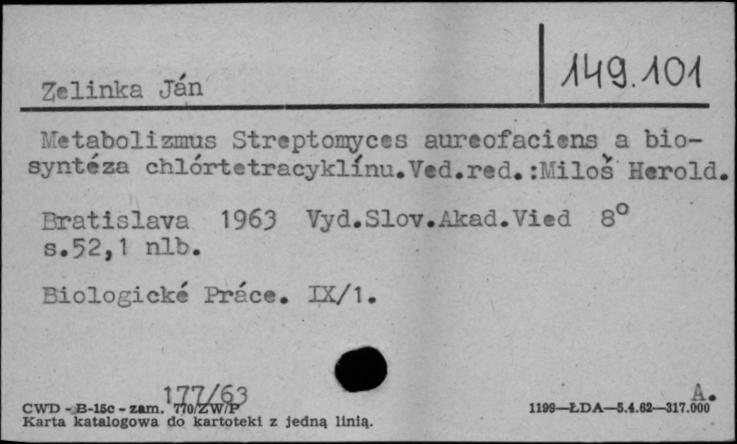 149.101
Zelinka Ján
Metabolizmus Streptomyces aureofaciens a bio-
syntéza chlórtetracyklínu.Ved.red.:Miloš Herold.
Bratislava 1963 Vyd.Slov.Akad.Vied 8°
s.52,1 nlb.
Biologické Práce. IX/1.
177/63 A.
CWD - B-15c - zam. 770/ZW/P 1199—ŁDA—5.4.62—317.000
Karta katalogowa do kartoteki z jedną linią.